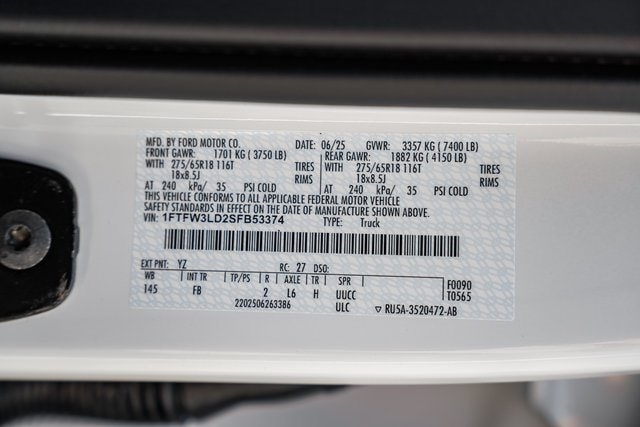 MFD. BY FORD MOTOR CO. DATE: 06/25 GVWR: 3357 KG ( 7400 LB)
FRONT GAWR: 1701 KG ( 3750 LB) REAR GAWR: 1882 KG ( 4150 LB)
WITH 275/65R18 116T TIRES WITH 275/65R18 116T TIRES
18x8.5J RIMS 18x8.5J RIMS
AT 240 kPa/ 35 PSI COLD AT 240 kPa/ 35 PSI COLD
THIS VEHICLE CONFORMS TO ALL APPLICABLE FEDERAL MOTOR VEHICLE
SAFETY STANDARDS IN EFFECT ON THE DATE OF MANUFACTURE SHOWN ABOVE.
VIN: 1FTFW3LD2SFB53374 TYPE: Truck
EXT PNT: YZ RC: 27 DSO:
WB INT TR TP/PS R AXLE TR SPR F0090
145 FB 2 L6 H UUCC T0565
2202506263386 ULC ▽ RU5A-3520472-AB